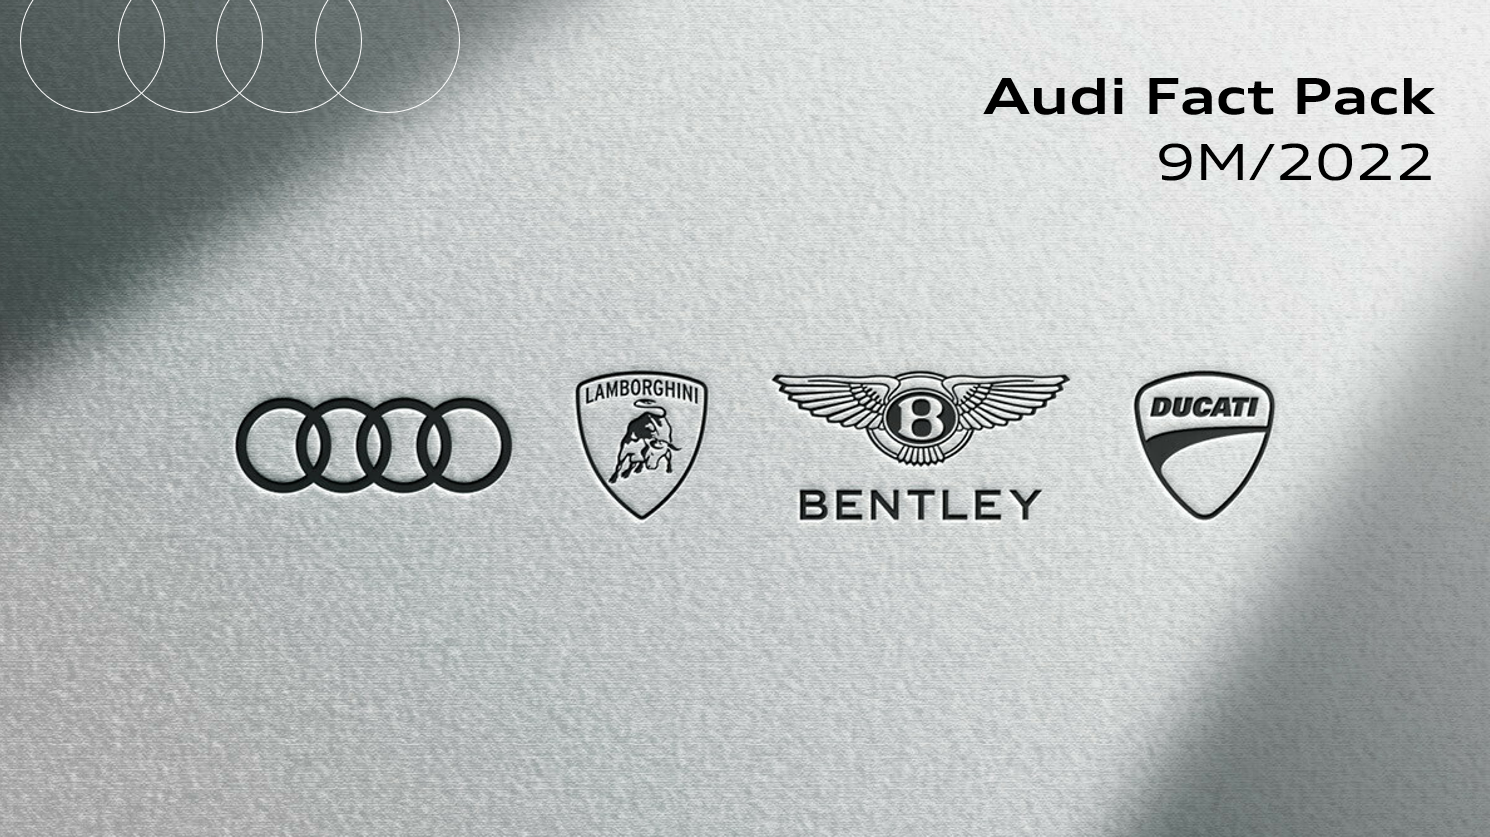 Audi Fact Pack
9M/2022
LAMBORGHINI
B
BENTLEY
DUCATI